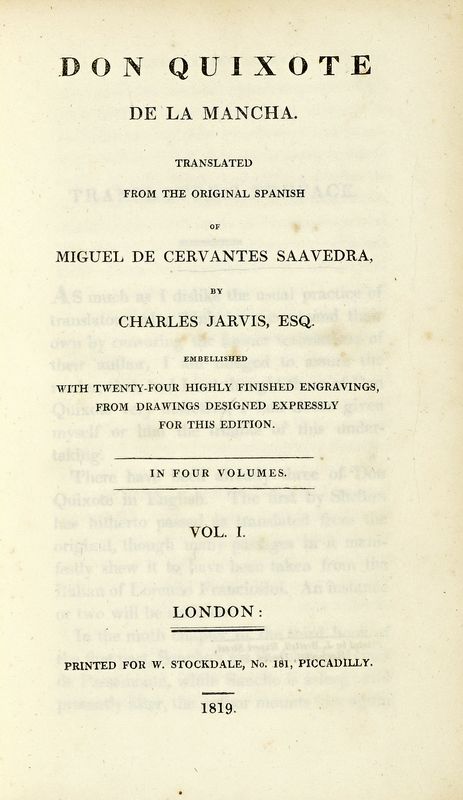 DON QUIXOTE
DE LA MANCHA.
TRANSLATED
FROM THE ORIGINAL SPANISH
OF
MIGUEL DE CERVANTES SAAVEDRA,
BY
CHARLES JARVIS, ESQ.
EMBELLISHED
WITH TWENTY-FOUR HIGHLY FINISHED ENGRAVINGS,
FROM DRAWINGS DESIGNED EXPRESSLY
FOR THIS EDITION.
IN FOUR VOLUMES.
VOL. I.
LONDON:
PRINTED FOR W. STOCKDALE, No. 181, PICCADILLY.
1819.